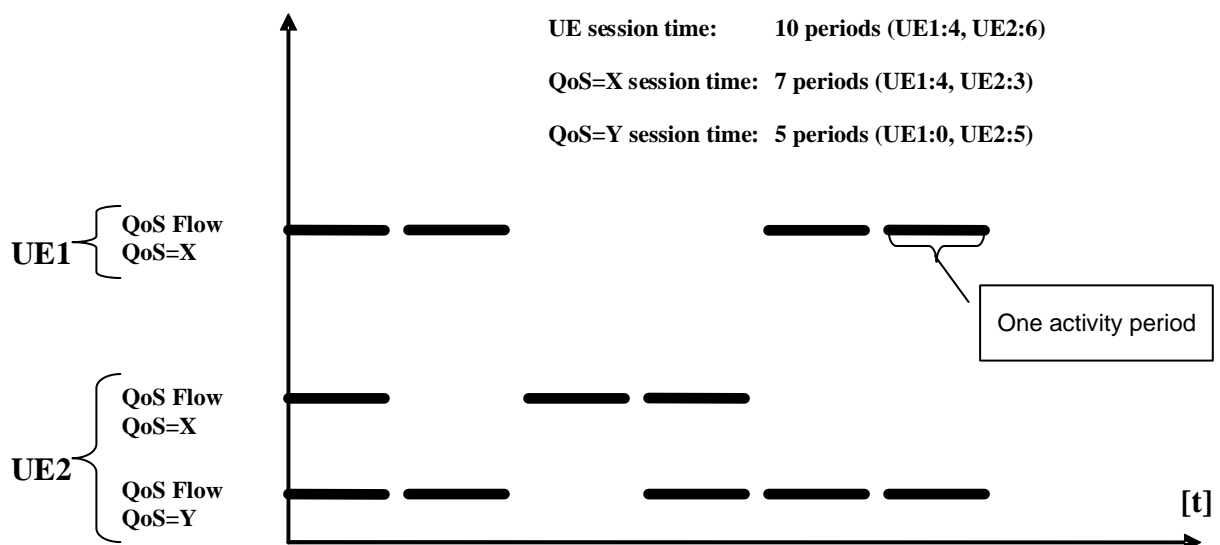 UE session time: 10 periods (UE1:4, UE2:6)
QoS=X session time: 7 periods (UE1:4, UE2:3)
QoS=Y session time: 5 periods (UE1:0, UE2:5)
UE1
QoS Flow
QoS=X
One activity period
UE2
QoS Flow
QoS=X
QoS Flow
QoS=Y
[t]